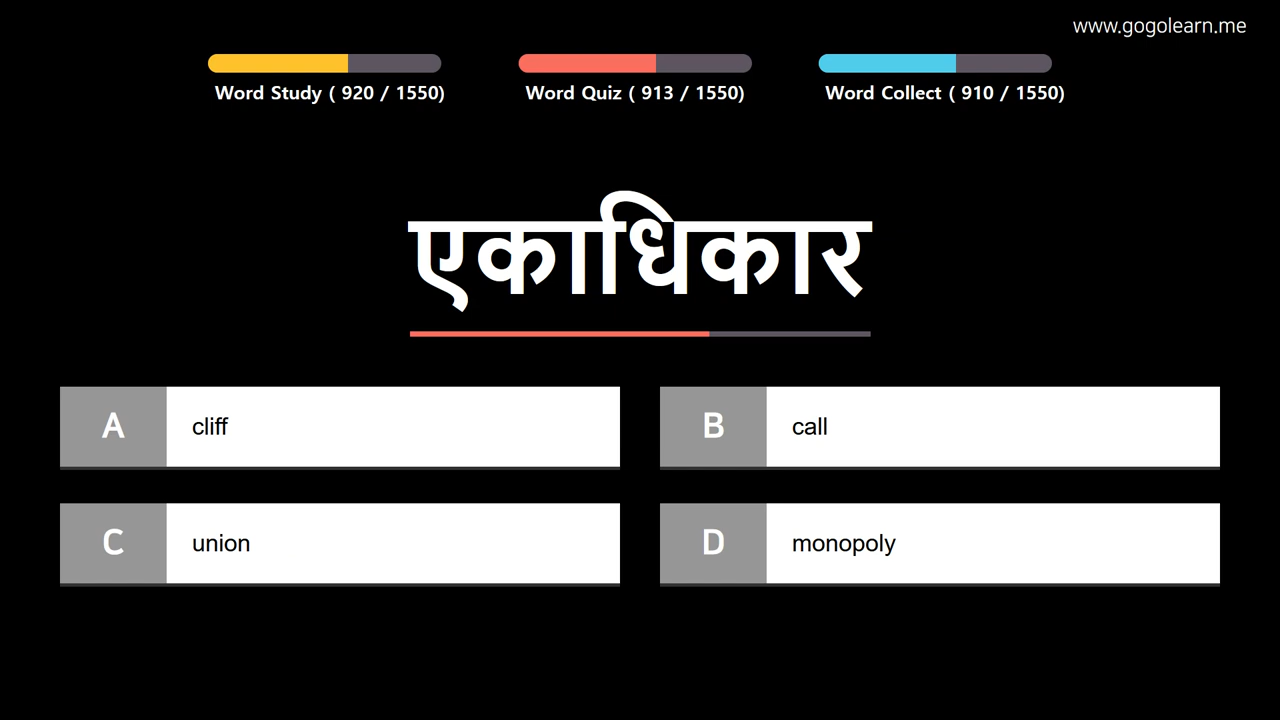 www.gogolearn.me
Word Study ( 920 / 1550)
Word Quiz ( 913 / 1550)
Word Collect ( 910 / 1550)
एकाधिकार
A cliff
B call
C union
D monopoly